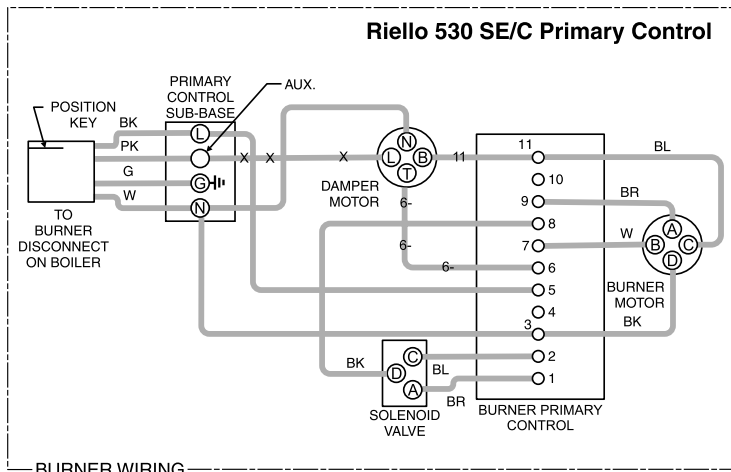 Riello 530 SE/C Primary Control
PRIMARY
CONTROL
SUB-BASE
AUX.
POSITION
KEY
BK
PK
G
W
L
G
N
X
X
X
N
L
B
T
DAMPER
MOTOR
11
6-
6-
6-
11
10
9
8
7
6
5
4
3
2
1
BL
BR
W
A
B
C
D
BURNER
MOTOR
BK
TO
BURNER
DISCONNECT
ON BOILER
BK
C
D
A
BL
BR
SOLENOID
VALVE
BURNER PRIMARY
CONTROL
BURNER WIRING